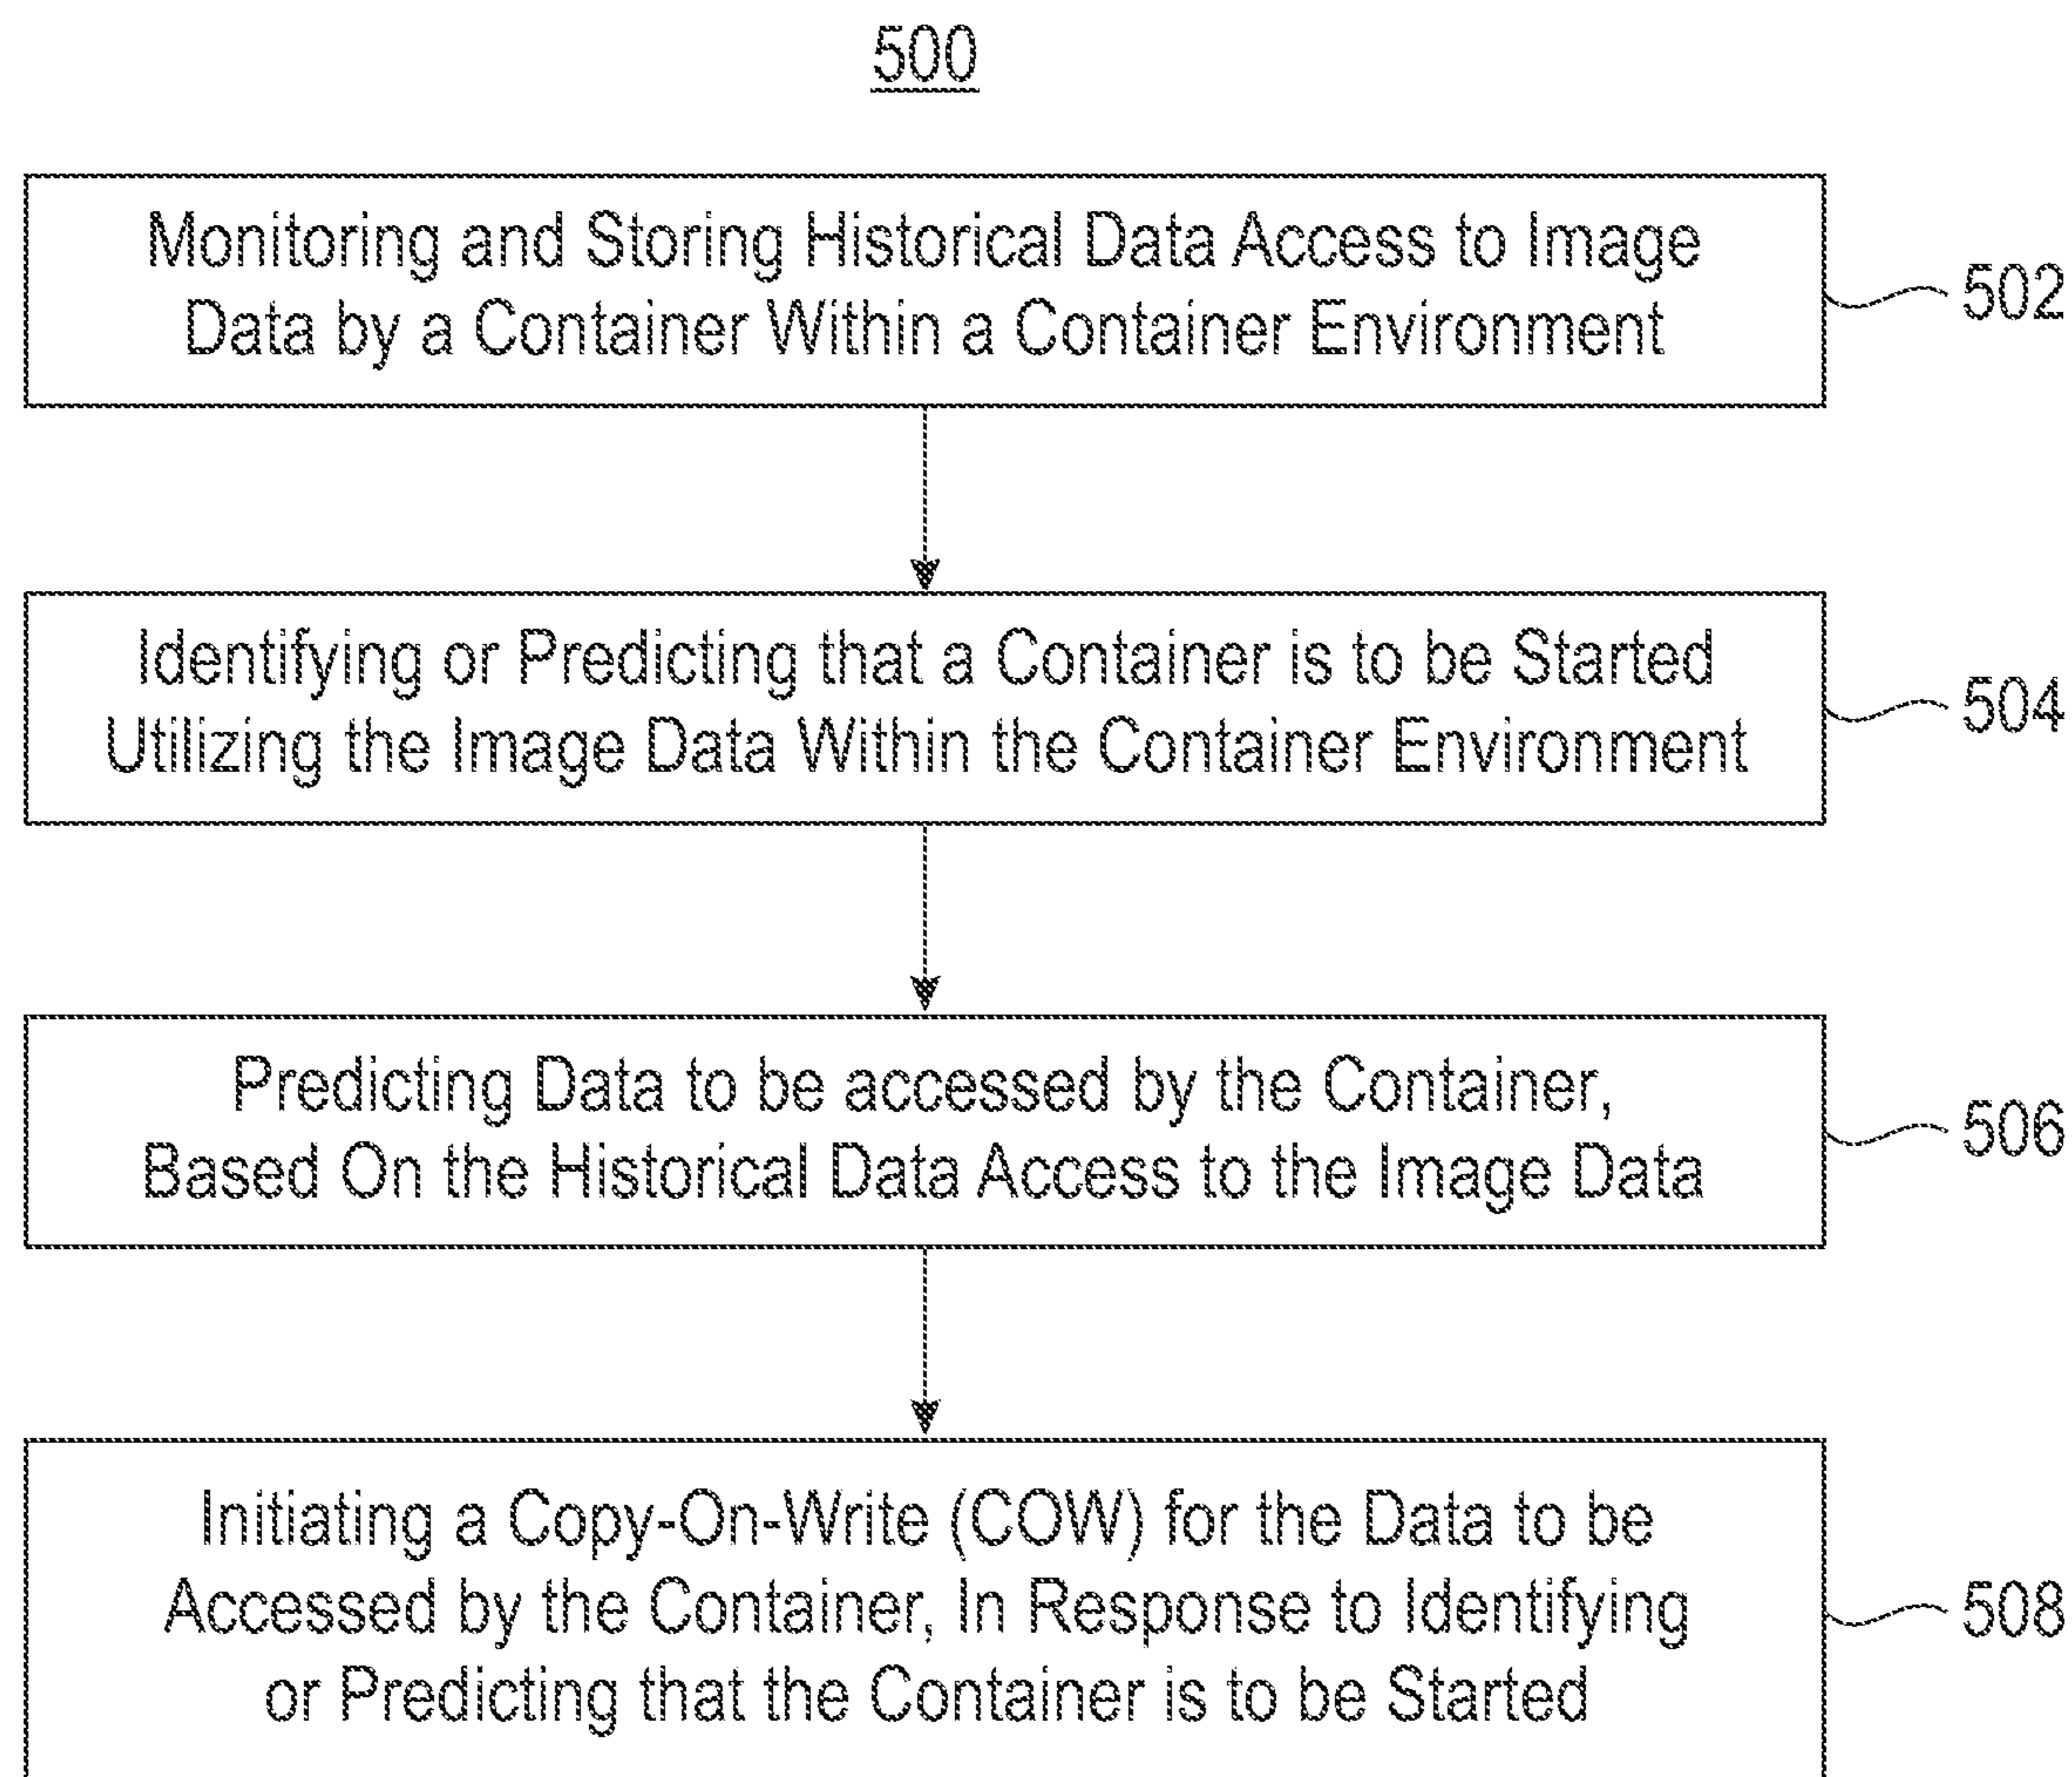 500
Monitoring and Storing Historical Data Access to Image
Data by a Container Within a Container Environment
502
Identifying or Predicting that a Container is to be Started
Utilizing the Image Data Within the Container Environment
504
Predicting Data to be accessed by the Container,
Based On the Historical Data Access to the Image Data
506
Initiating a Copy-On-Write (COW) for the Data to be
Accessed by the Container, In Response to Identifying
or Predicting that the Container is to be Started
508